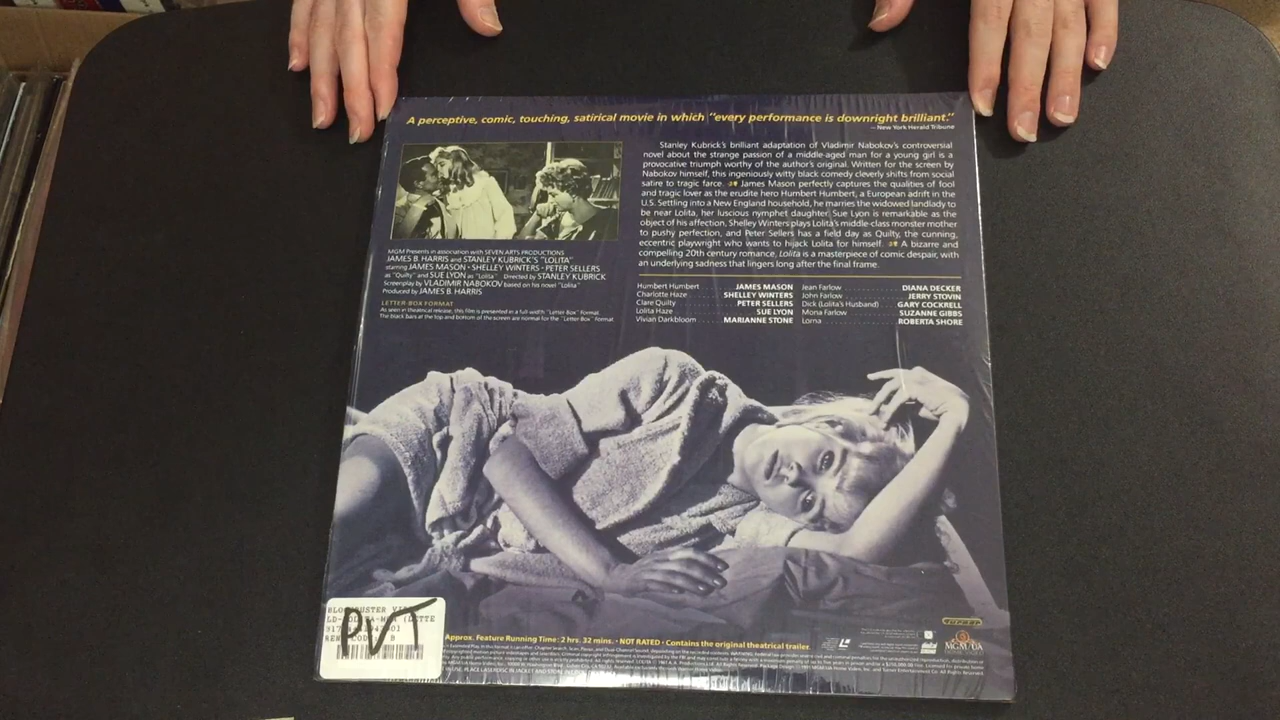 A perceptive, comic, touching, satirical movie in which "every performance is downright brilliant."
— New York Herald Tribune
Stanley Kubrick's brilliant adaptation of Vladimir Nabokov's controversial
novel about the strange passion of a middle-aged man for a young girl is a
provocative triumph worthy of the author's original. Written for the screen by
Nabokov himself, this ingeniously witty black comedy cleverly shifts from social
satire to tragic farce. James Mason perfectly captures the qualities of fool
and tragic lover as the erudite hero Humbert Humbert, a European adrift in the
U.S. Settling into a New England household, he marries the widowed landlady to
be near Lolita, her luscious nymphet daughter. Sue Lyon is remarkable as the
object of his affection, Shelley Winters plays Lolita's middle-class monster mother
to pushy perfection, and Peter Sellers has a field day as Quilty, the cunning,
eccentric playwright who wants to hijack Lolita for himself. A bizarre and
compelling 20th century romance, Lolita is a masterpiece of comic despair, with
an underlying sadness that lingers long after the final frame.
MGM Presents in association with SEVEN ARTS PRODUCTIONS
JAMES B. HARRIS and STANLEY KUBRICK'S "LOLITA"
starring JAMES MASON • SHELLEY WINTERS • PETER SELLERS
as "Quilty" and SUE LYON as "Lolita" Directed by STANLEY KUBRICK
Screenplay by VLADIMIR NABOKOV based on his novel "Lolita"
Produced by JAMES B. HARRIS
LETTER-BOX FORMAT
As seen in theatrical release, this film is presented in a full-width "Letter Box" Format.
The black bars at the top and bottom of the screen are normal for the "Letter Box" Format.
Humbert Humbert JAMES MASON
Charlotte Haze SHELLEY WINTERS
Clare Quilty PETER SELLERS
Lolita Haze SUE LYON
Vivian Darkbloom MARIANNE STONE
Jean Farlow DIANA DECKER
John Farlow JERRY STOVIN
Dick (Lolita's Husband) GARY COCKRELL
Mona Farlow SUZANNE GIBBS
Lorna ROBERTA SHORE
PVT
Approx. Feature Running Time: 2 hrs. 32 mins. • NOT RATED • Contains the original theatrical trailer.
MGM/UA